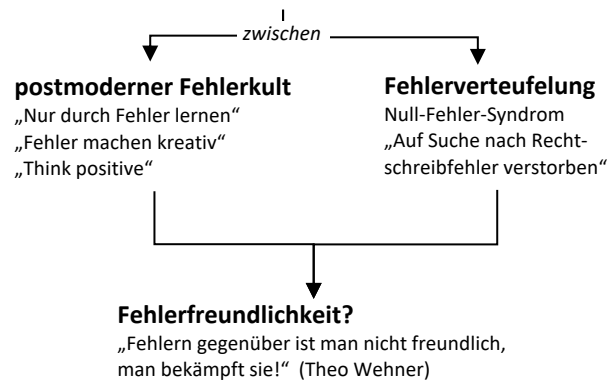 zwischen
postmoderner Fehlerkult
„Nur durch Fehler lernen“
„Fehler machen kreativ“
„Think positive“
Fehlerverteufelung
Null-Fehler-Syndrom
„Auf Suche nach Recht-
schreibfehler verstorben“
Fehlerfreundlichkeit?
„Fehlern gegenüber ist man nicht freundlich,
man bekämpft sie!“ (Theo Wehner)